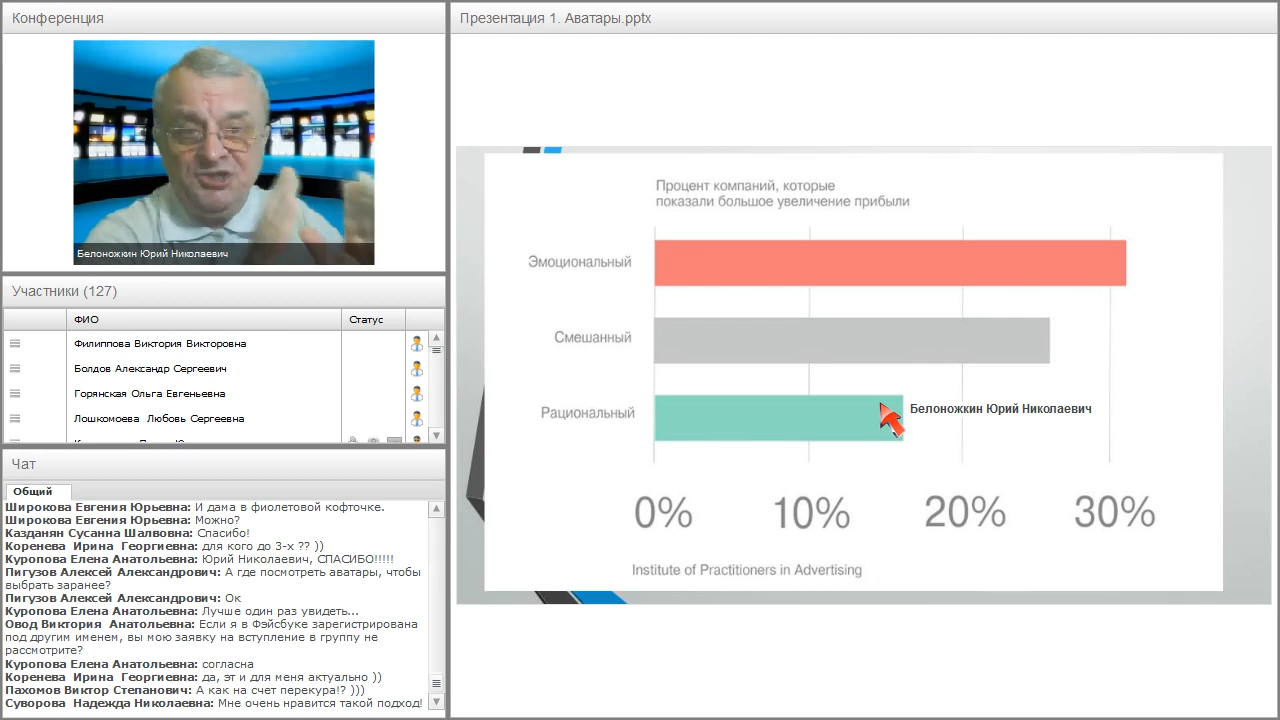 Конференция
Белоножкин Юрий Николаевич
Участники (127)
ФИО
Статус
Филиппова Виктория Викторовна
Болдов Александр Сергеевич
Горянская Ольга Евгеньевна
Лошкомоева Любовь Сергеевна
Чат
Общий
Широкова Евгения Юрьевна: И дама в фиолетовой кофточке.
Широкова Евгения Юрьевна: Можно?
Казданян Сусанна Шалвовна: Спасибо!
Коренева Ирина Георгиевна: для кого до 3-х ?? ))
Куропова Елена Анатольевна: Юрий Николаевич, СПАСИБО!!!!!
Пигузов Алексей Александрович: А где посмотреть аватары, чтобы
выбрать заранее?
Пигузов Алексей Александрович: Ок
Куропова Елена Анатольевна: Лучше один раз увидеть...
Овод Виктория Анатольевна: Если я в Фэйсбуке зарегистрирована
под другим именем, вы мою заявку на вступление в группу не
рассмотрите?
Куропова Елена Анатольевна: согласна
Коренева Ирина Георгиевна: да, эт и для меня актуально ))
Пахомов Виктор Степанович: А как на счет перекура!? )))
Суворова Надежда Николаевна: Мне очень нравится такой подход!
Презентация 1. Аватары.pptx
Процент компаний, которые
показали большое увеличение прибыли
Эмоциональный
Смешанный
Рациональный
Белоножкин Юрий Николаевич
0% 10% 20% 30%
Institute of Practitioners in Advertising